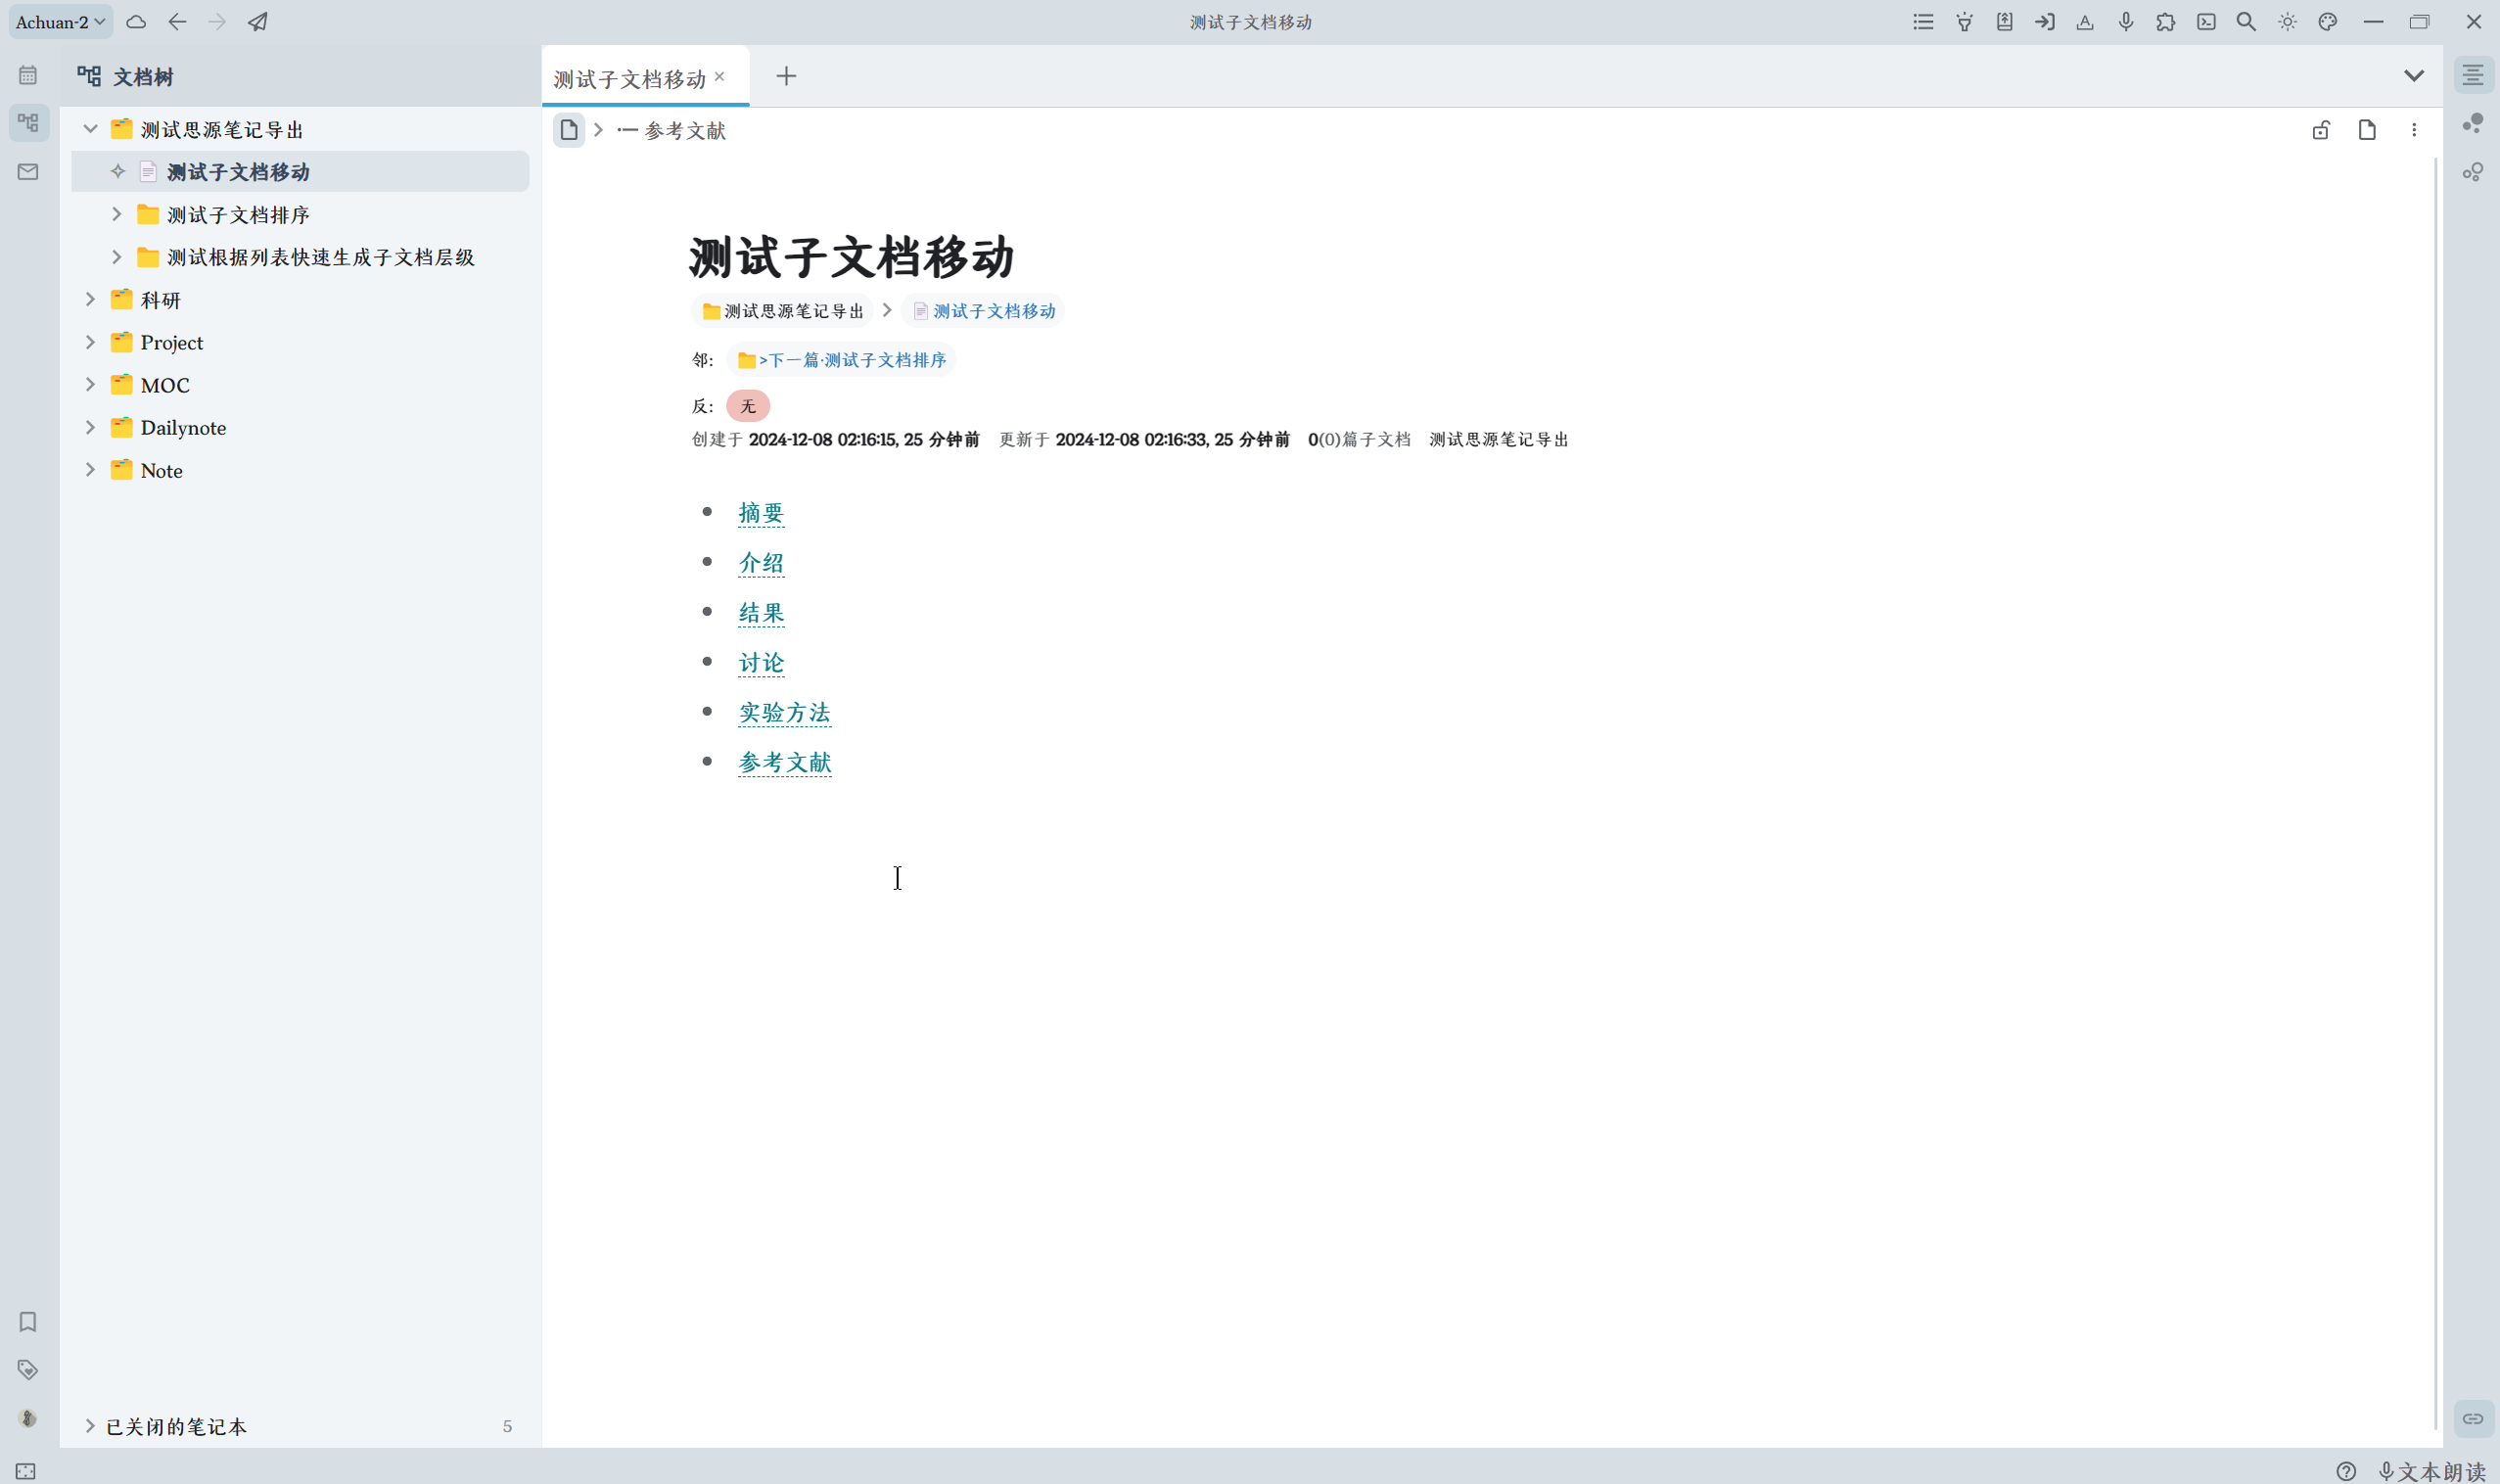 Achuan-2
测试子文档移动
文档树
测试思源笔记导出
测试子文档移动
测试子文档排序
测试根据列表快速生成子文档层级
科研
Project
MOC
Dailynote
Note
已关闭的笔记本 5
测试子文档移动
参考文献
测试子文档移动
测试思源笔记导出 测试子文档移动
邻: >下一篇·测试子文档排序
反: 无
创建于 2024-12-08 02:16:15, 25 分钟前 更新于 2024-12-08 02:16:33, 25 分钟前 0(0)篇子文档 测试思源笔记导出
摘要
介绍
结果
讨论
实验方法
参考文献
文本朗读